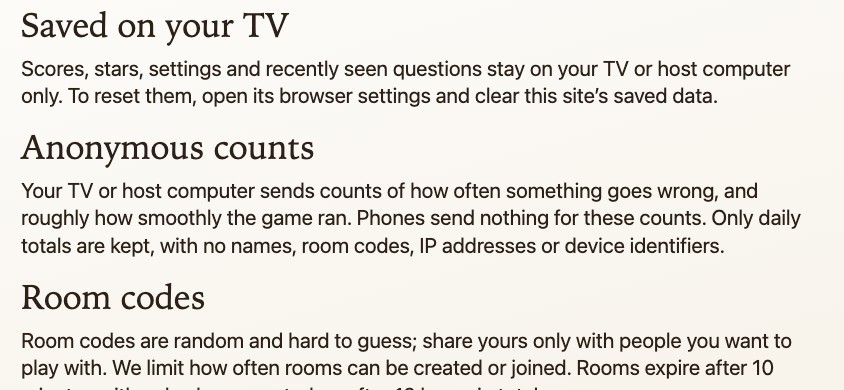 Saved on your TV
Scores, stars, settings and recently seen questions stay on your TV or host computer
only. To reset them, open its browser settings and clear this site’s saved data.
Anonymous counts
Your TV or host computer sends counts of how often something goes wrong, and
roughly how smoothly the game ran. Phones send nothing for these counts. Only daily
totals are kept, with no names, room codes, IP addresses or device identifiers.
Room codes
Room codes are random and hard to guess; share yours only with people you want to
play with. We limit how often rooms can be created or joined. Rooms expire after 10